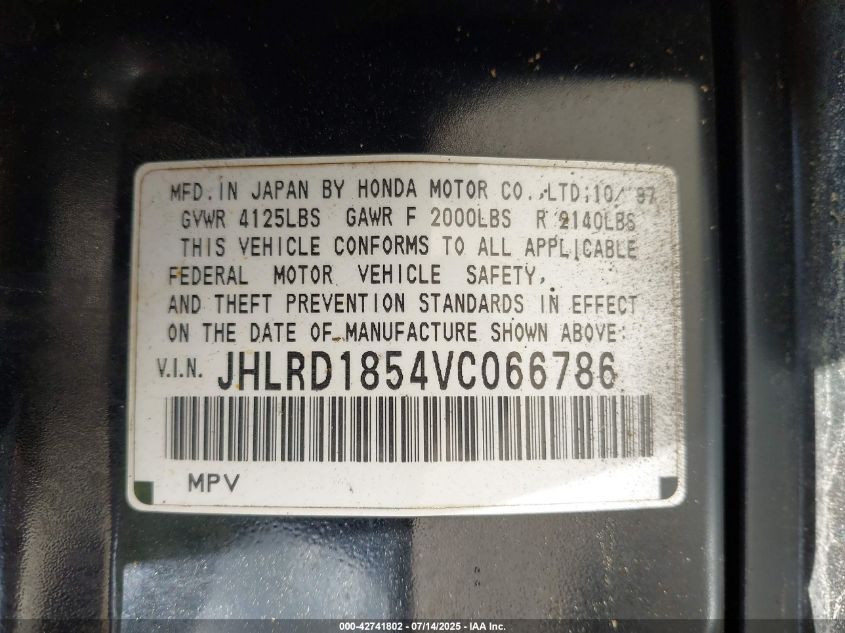 MFD. IN JAPAN BY HONDA MOTOR CO., LTD; 10/ 97
GVWR 4125LBS GAWR F 2000LBS R 2140LBS
THIS VEHICLE CONFORMS TO ALL APPLICABLE
FEDERAL MOTOR VEHICLE SAFETY,
AND THEFT PREVENTION STANDARDS IN EFFECT
ON THE DATE OF MANUFACTURE SHOWN ABOVE:
V.I.N. JHLRD1854VC066786
MPV
000-42741802 - 07/14/2025 - IAA Inc.